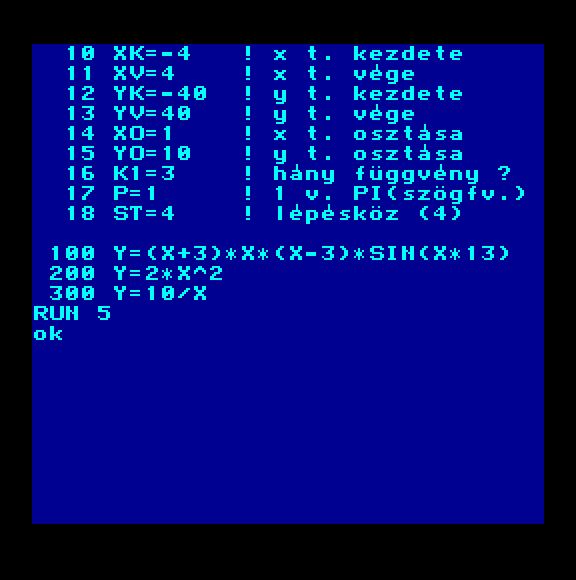 10 XK=-4 ! x t. kezdete
11 XV=4 ! x t. vége
12 YK=-40 ! y t. kezdete
13 YV=40 ! y t. vége
14 XO=1 ! x t. osztása
15 YO=10 ! y t. osztása
16 K1=3 ! hány függvény ?
17 P=1 ! 1 v. PI(szögfv.)
18 ST=4 ! lépésköz (4)
100 Y=(X+3)*X*(X-3)*SIN(X*13)
200 Y=2*X^2
300 Y=10/X
RUN 5
ok